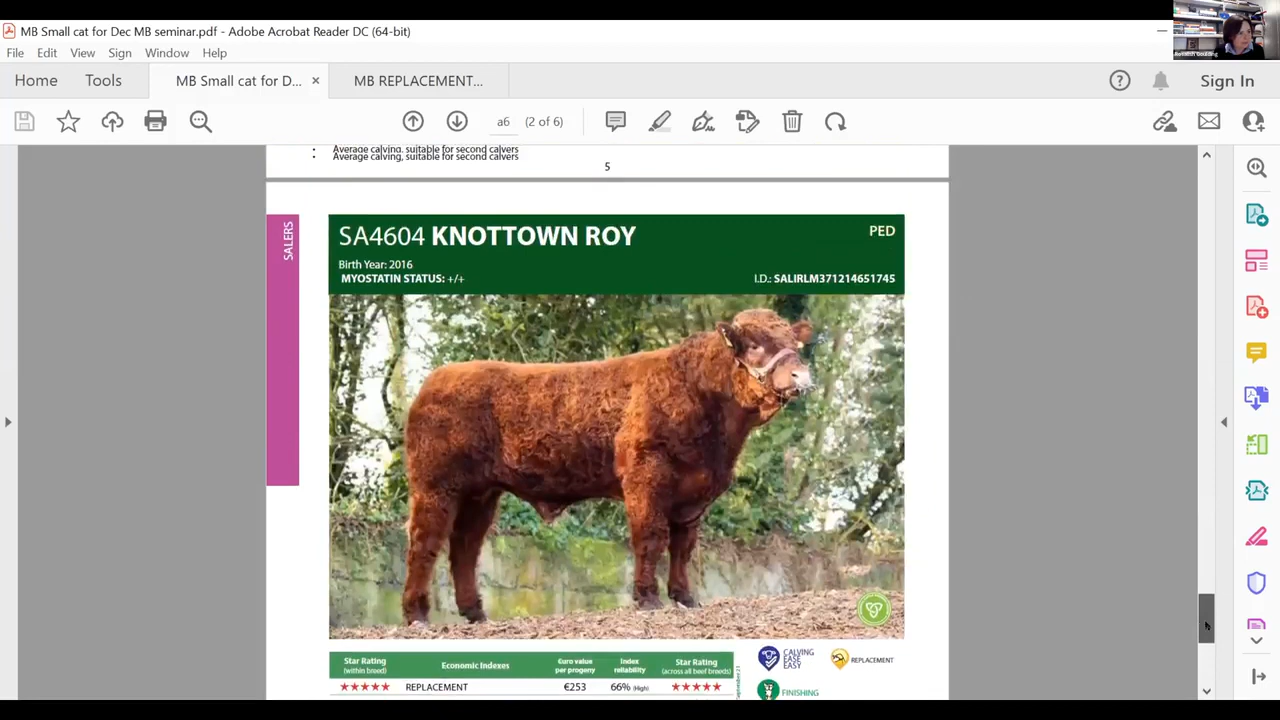 MB Small cat for Dec MB seminar.pdf - Adobe Acrobat Reader DC (64-bit)
File Edit View Sign Window Help
Home Tools MB Small cat for D... × MB REPLACEMENT... Sign In
a6 (2 of 6)
• Average calving, suitable for second calvers
• Average calving, suitable for second calvers
5
SALERS
SA4604 KNOTTOWN ROY PED
Birth Year: 2016
MYOSTATIN STATUS: +/+ I.D.: SALIRLM371214651745
Star Rating (within breed) Economic Indexes €uro value per progeny Index reliability Star Rating (across all beef breeds)
★★★★★ REPLACEMENT €253 66% (High) ★★★★★
CALVING EASE EASY
REPLACEMENT
FINISHING